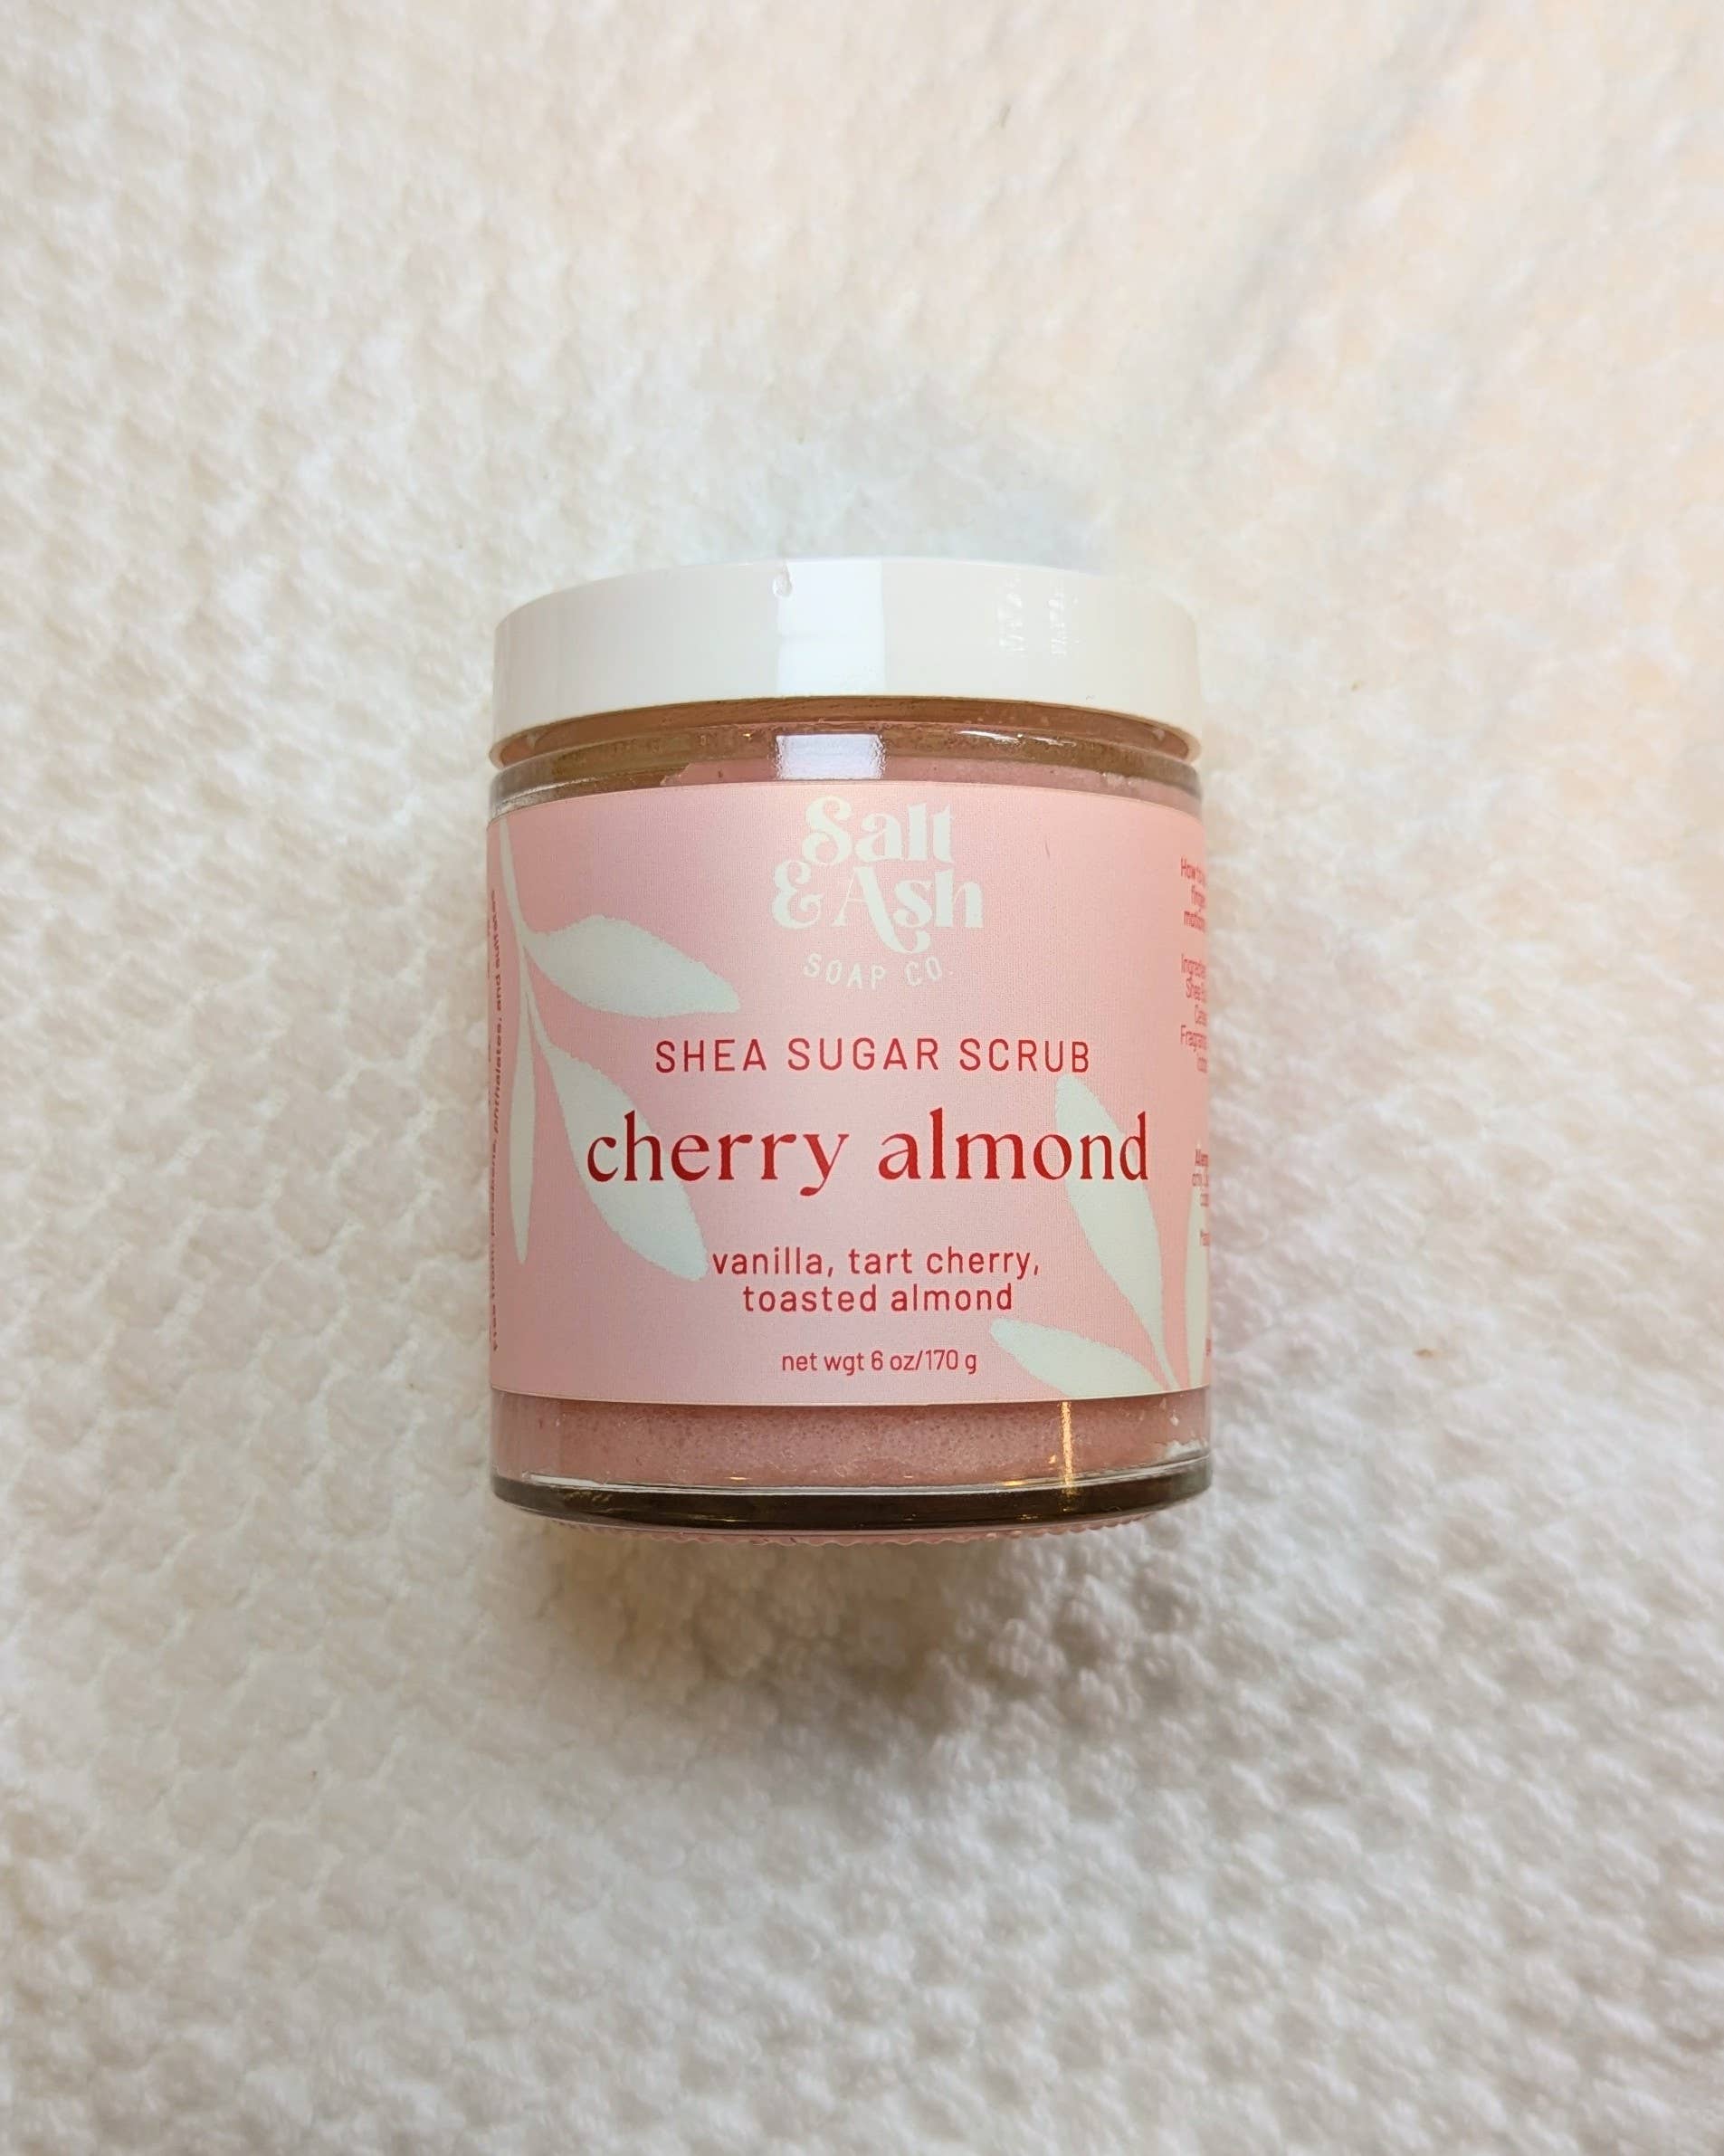 Salt
& Ash
SOAP CO.
SHEA SUGAR SCRUB
cherry almond
vanilla, tart cherry,
toasted almond
net wgt 6 oz/170 g